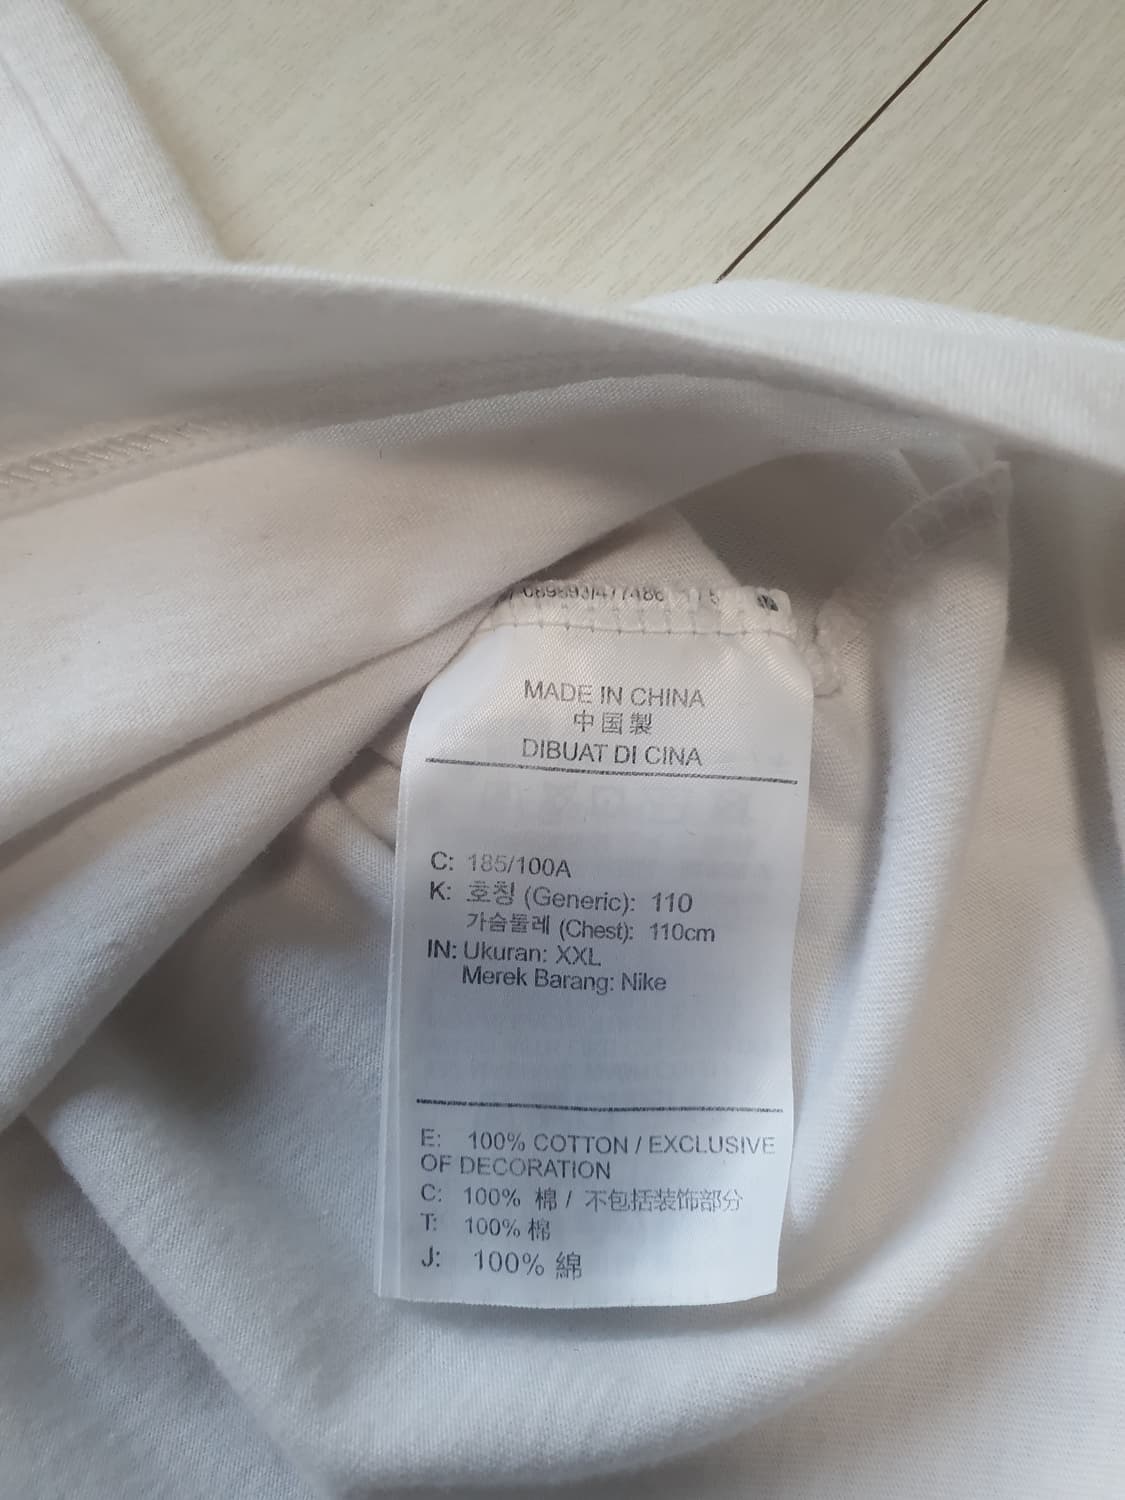 MADE IN CHINA
中国製
DIBUAT DI CINA
C: 185/100A
K: 호칭 (Generic): 110
가슴둘레 (Chest): 110cm
IN: Ukuran: XXL
Merek Barang: Nike
E: 100% COTTON / EXCLUSIVE
OF DECORATION
C: 100% 棉 / 不包括装饰部分
T: 100% 棉
J: 100% 綿